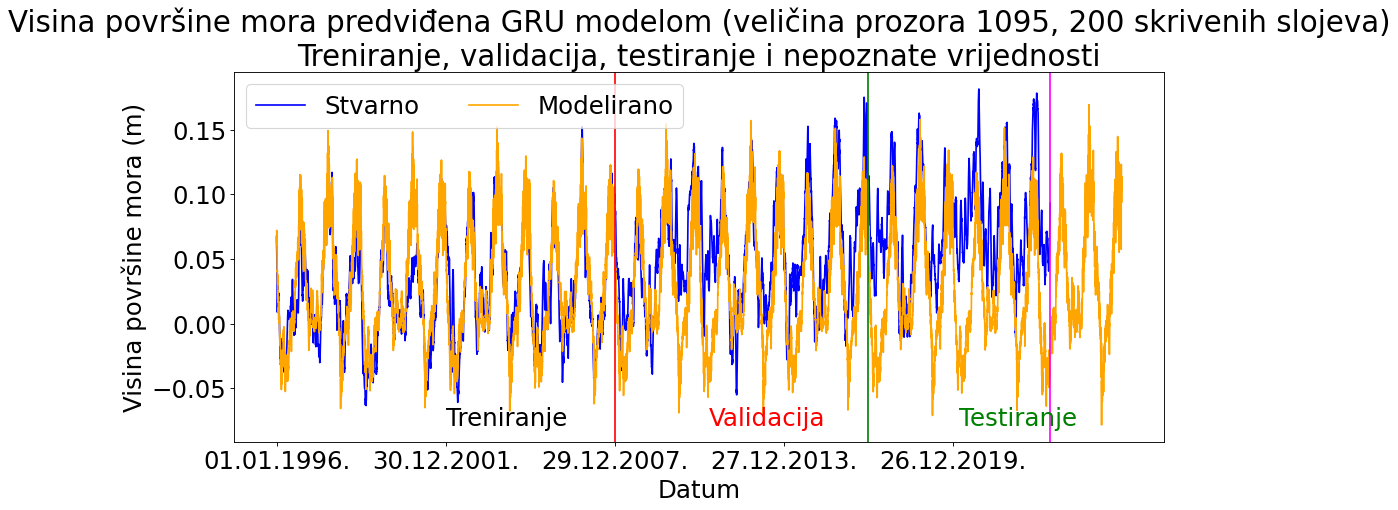 Visina površine mora predviđena GRU modelom (veličina prozora 1095, 200 skrivenih slojeva)
Treniranje, validacija, testiranje i nepoznate vrijednosti
Stvarno
Modelirano
Visina površine mora (m)
0.15
0.10
0.05
0.00
−0.05
Treniranje
Validacija
Testiranje
01.01.1996.
30.12.2001.
29.12.2007.
27.12.2013.
26.12.2019.
Datum